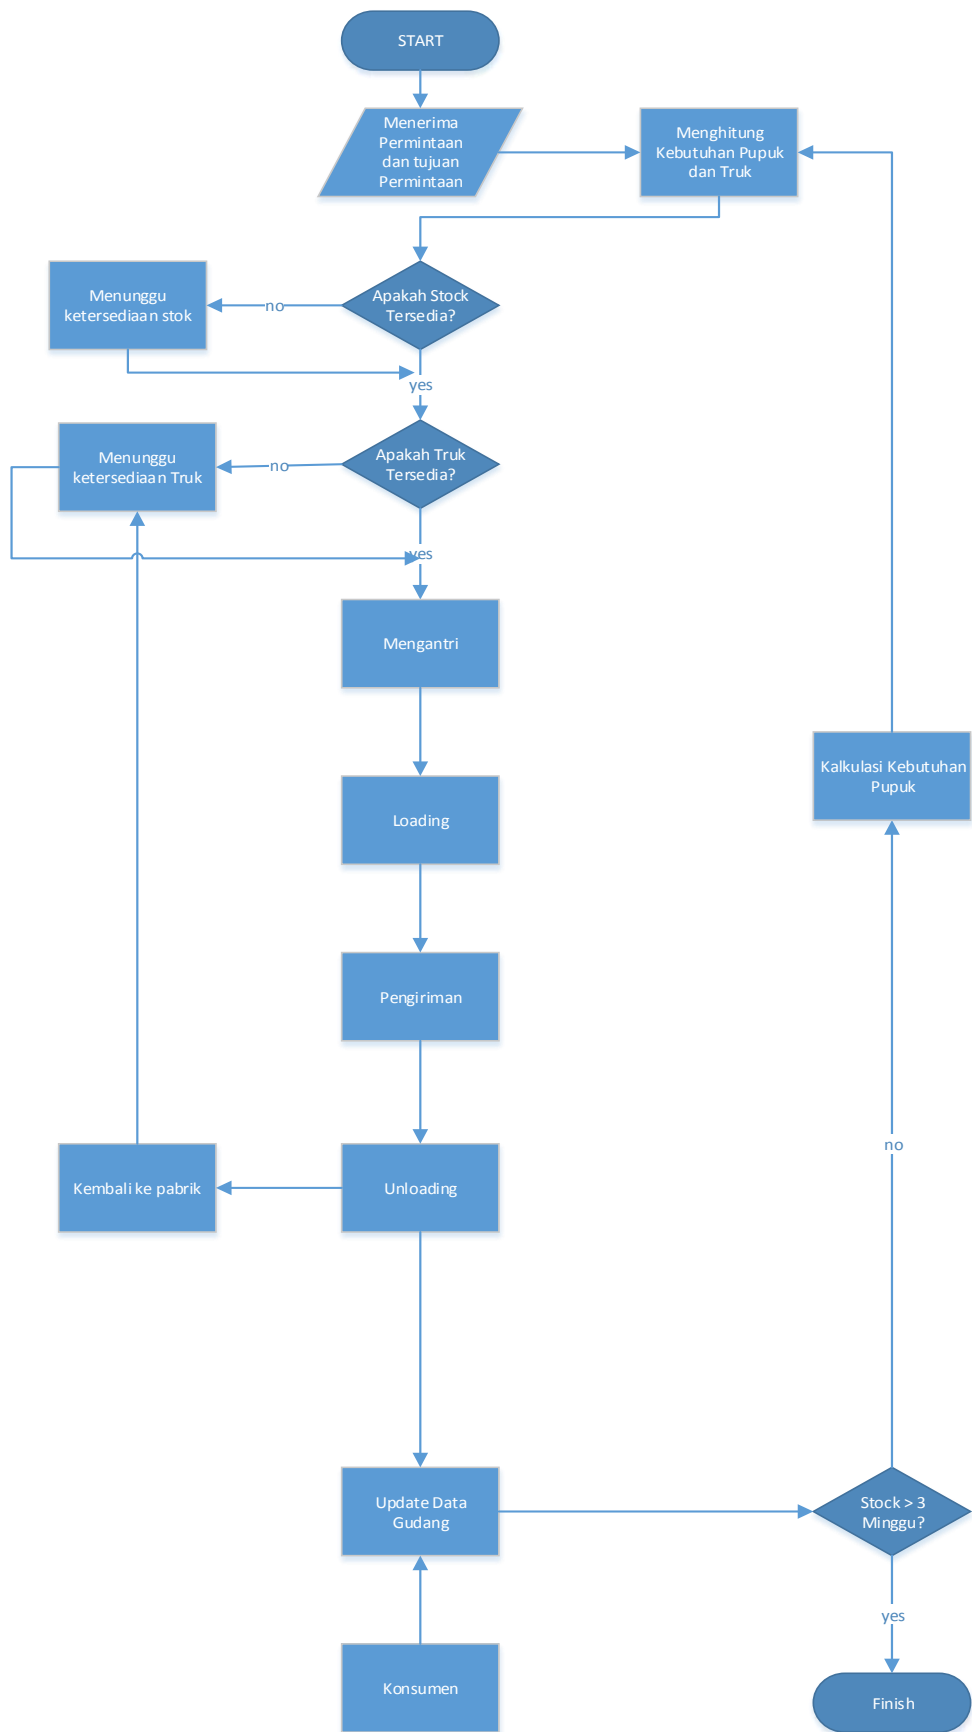 START
Menerima
Permintaan
dan tujuan
Permintaan
Menghitung
Kebutuhan Pupuk
dan Truk
Menunggu
ketersediaan stok
no
Apakah Stock
Tersedia?
yes
Menunggu
ketersediaan Truk
no
Apakah Truk
Tersedia?
yes
Mengantri
Kalkulasi Kebutuhan
Pupuk
Loading
Pengiriman
no
Kembali ke pabrik
Unloading
Update Data
Gudang
Stock > 3
Minggu?
yes
Konsumen
Finish